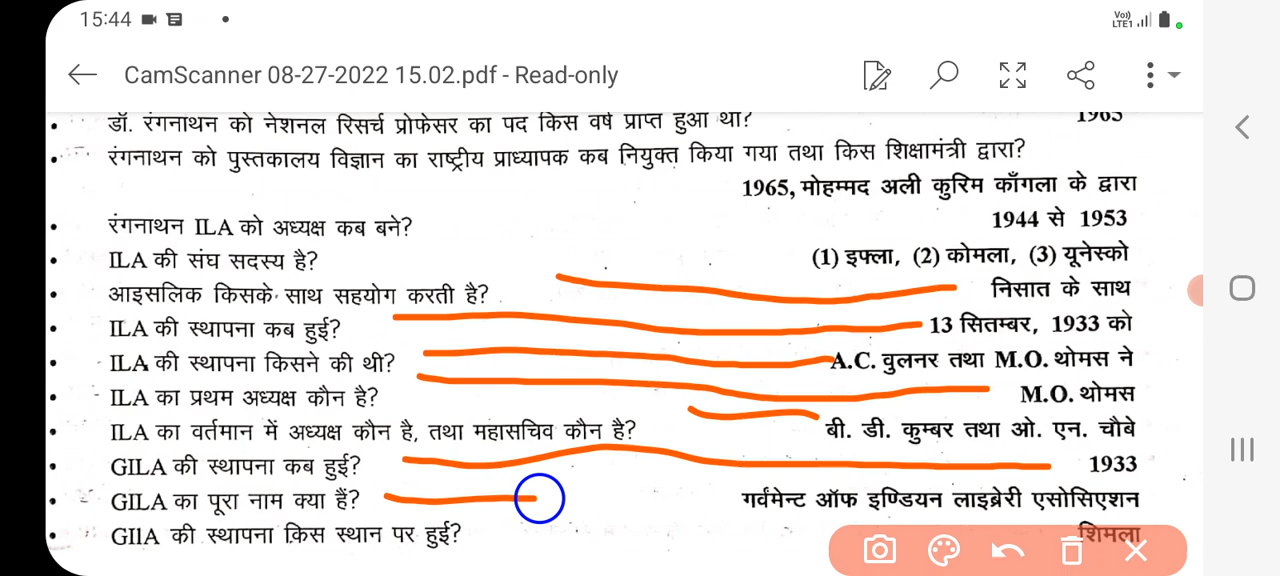 15:44
Vo)) LTE1
CamScanner 08-27-2022 15.02.pdf - Read-only
• डॉ. रंगनाथन को नेशनल रिसर्च प्रोफेसर का पद किस वर्ष प्राप्त हुआ था? 1965
• रंगनाथन को पुस्तकालय विज्ञान का राष्ट्रीय प्राध्यापक कब नियुक्त किया गया तथा किस शिक्षामंत्री द्वारा?
1965, मोहम्मद अली कुरिम काँगला के द्वारा
• रंगनाथन ILA को अध्यक्ष कब बने? 1944 से 1953
• ILA की संघ सदस्य है? (1) इफ्ला, (2) कोमला, (3) यूनेस्को
• आइसलिक किसके साथ सहयोग करती है? निसात के साथ
• ILA की स्थापना कब हुई? 13 सितम्बर, 1933 को
• ILA की स्थापना किसने की थी? A.C. वुलनर तथा M.O. थोमस ने
• ILA का प्रथम अध्यक्ष कौन है? M.O. थोमस
• ILA का वर्तमान में अध्यक्ष कौन है, तथा महासचिव कौन है? बी. डी. कुम्बर तथा ओ. एन. चौबे
• GILA की स्थापना कब हुई? 1933
• GILA का पूरा नाम क्या हैं? गर्वंमेन्ट ऑफ इण्डियन लाइब्रेरी एसोसिएशन
• GIIA की स्थापना किस स्थान पर हुई? शिमला